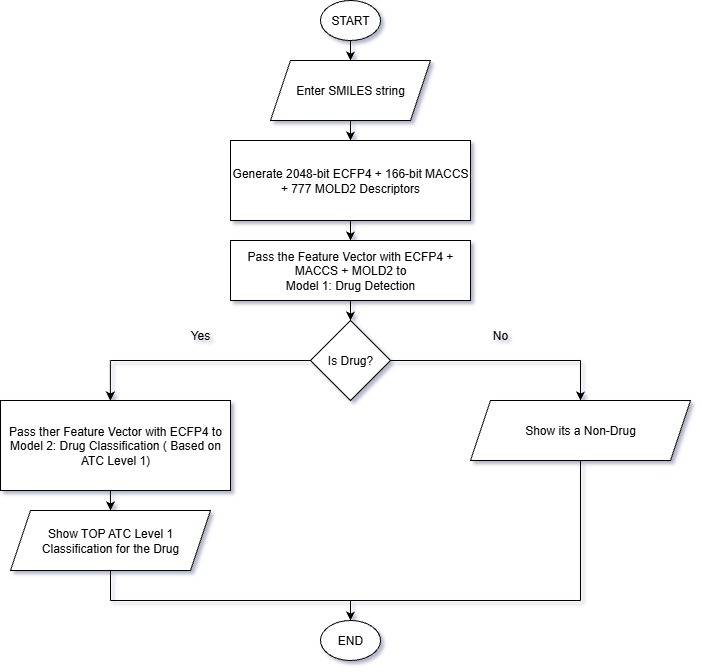 START
Enter SMILES string
Generate 2048-bit ECFP4 + 166-bit MACCS
+ 777 MOLD2 Descriptors
Pass the Feature Vector with ECFP4 +
MACCS + MOLD2 to
Model 1: Drug Detection
Is Drug?
Yes
No
Pass ther Feature Vector with ECFP4 to
Model 2: Drug Classification ( Based on
ATC Level 1)
Show its a Non-Drug
Show TOP ATC Level 1
Classification for the Drug
END